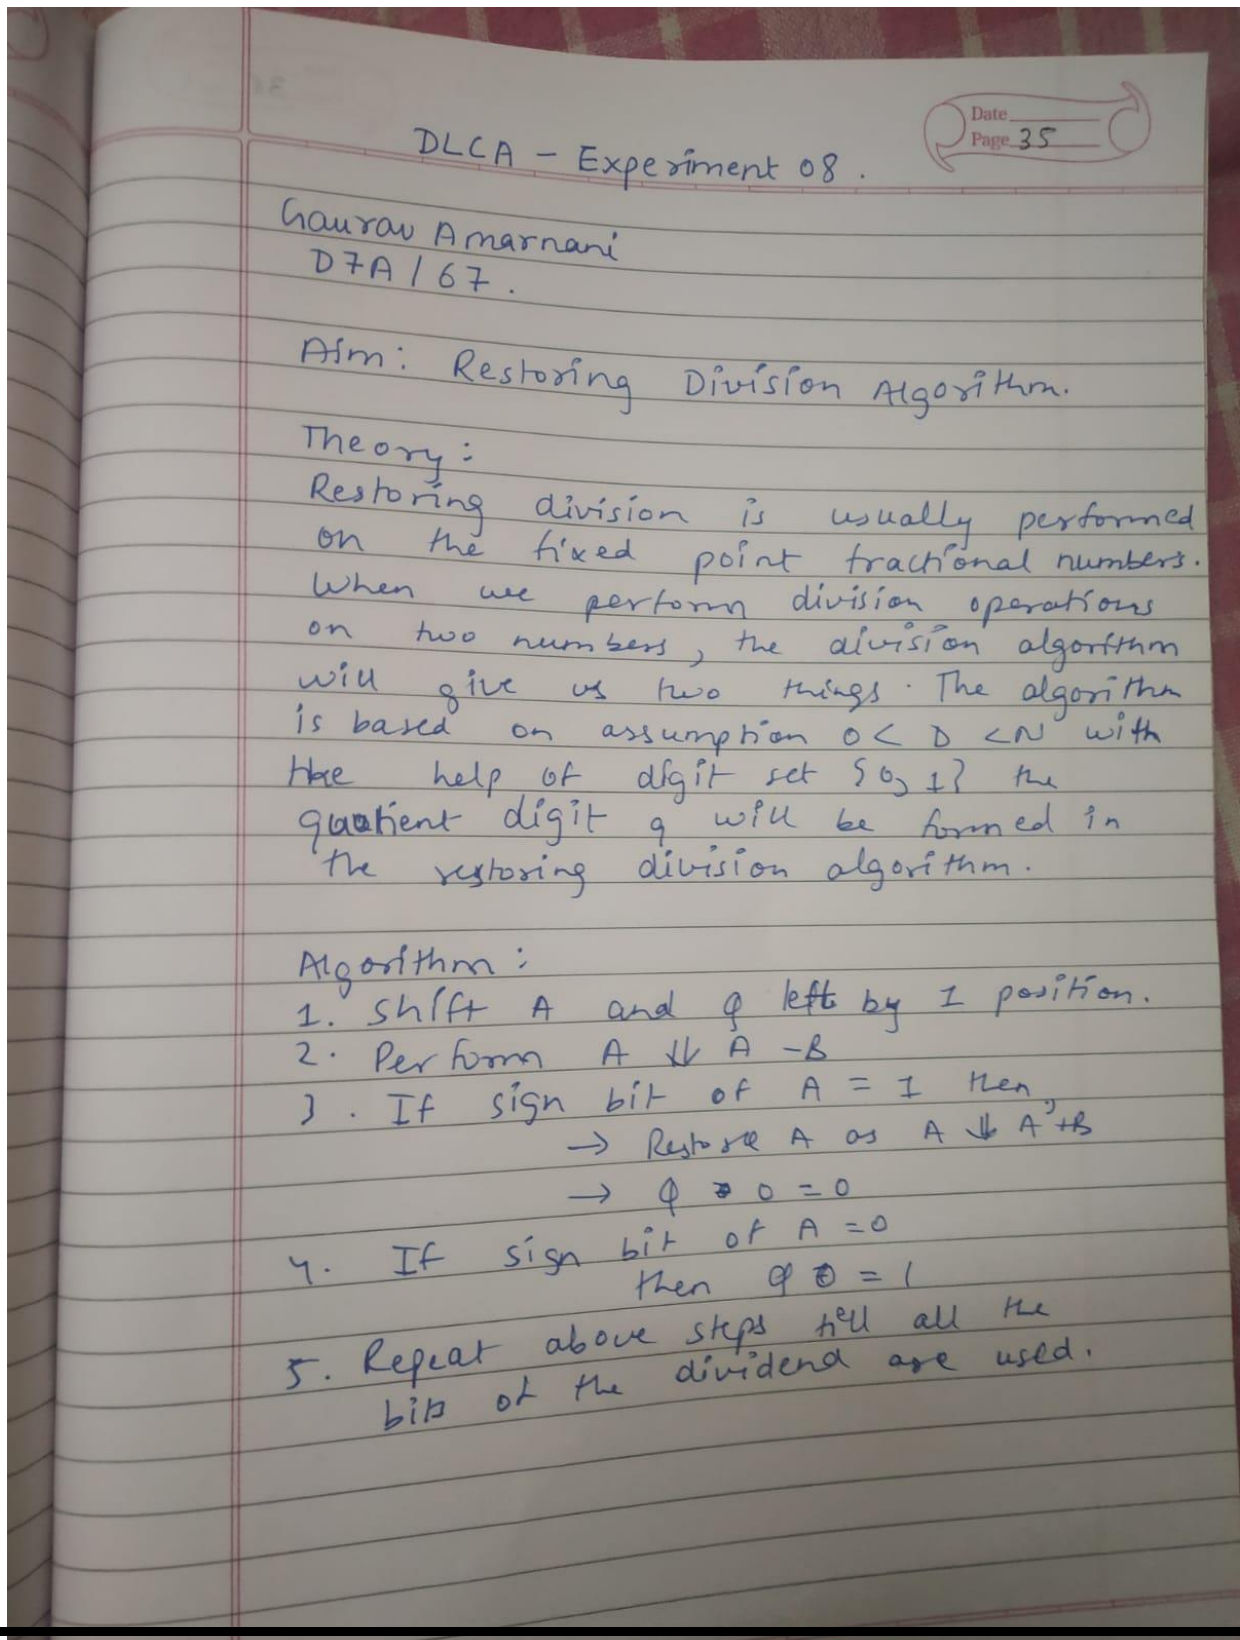 Date
Page 35
DLCA - Experiment 08.
Gaurav Amarnani
D7A / 67.
Aim: Restoring Division Algorithm.
Theory:
Restoring division is usually performed
on the fixed point fractional numbers.
When we perform division operations
on two numbers, the division algorithm
will give us two things. The algorithm
is based on assumption 0 < D < N with
the help of digit set {0, 1} the
quotient digit q will be formed in
the restoring division algorithm.
Algorithm:
1. Shift A and Q left by 1 position.
2. Perform A ⇓ A - B
3. If sign bit of A = 1 then,
→ Restore A as A ⇓ A + B
→ Q 0 = 0
4. If sign bit of A = 0
then Q 0 = 1
5. Repeat above steps till all the
bits of the dividend are used.